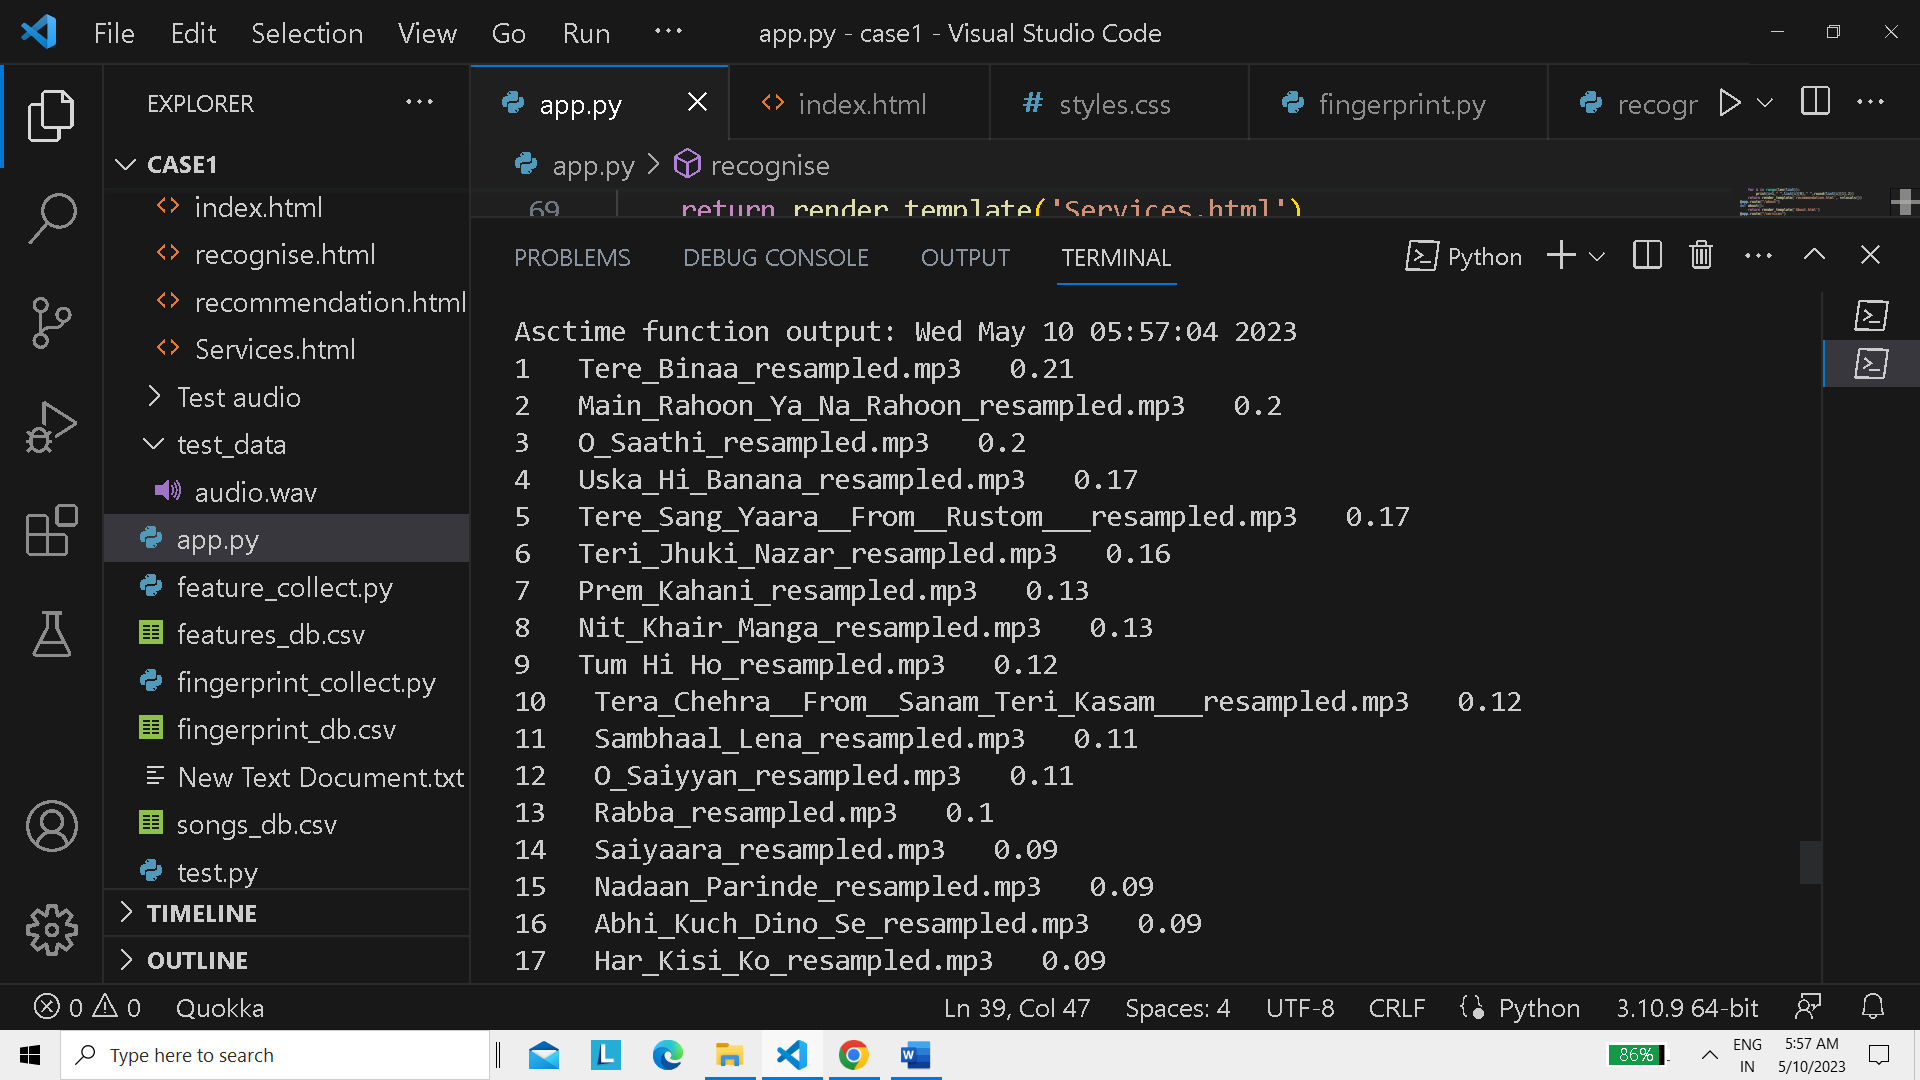 File Edit Selection View Go Run ··· app.py - case1 - Visual Studio Code
EXPLORER ···
CASE1
index.html
recognise.html
recommendation.html
Services.html
Test audio
test_data
audio.wav
app.py
feature_collect.py
features_db.csv
fingerprint_collect.py
fingerprint_db.csv
New Text Document.txt
songs_db.csv
test.py
TIMELINE
OUTLINE
app.py index.html # styles.css fingerprint.py recogr ···
app.py > recognise
69 return render_template('Services.html')
PROBLEMS DEBUG CONSOLE OUTPUT TERMINAL Python ···
Asctime function output: Wed May 10 05:57:04 2023
1 Tere_Binaa_resampled.mp3 0.21
2 Main_Rahoon_Ya_Na_Rahoon_resampled.mp3 0.2
3 O_Saathi_resampled.mp3 0.2
4 Uska_Hi_Banana_resampled.mp3 0.17
5 Tere_Sang_Yaara__From__Rustom___resampled.mp3 0.17
6 Teri_Jhuki_Nazar_resampled.mp3 0.16
7 Prem_Kahani_resampled.mp3 0.13
8 Nit_Khair_Manga_resampled.mp3 0.13
9 Tum Hi Ho_resampled.mp3 0.12
10 Tera_Chehra__From__Sanam_Teri_Kasam___resampled.mp3 0.12
11 Sambhaal_Lena_resampled.mp3 0.11
12 O_Saiyyan_resampled.mp3 0.11
13 Rabba_resampled.mp3 0.1
14 Saiyaara_resampled.mp3 0.09
15 Nadaan_Parinde_resampled.mp3 0.09
16 Abhi_Kuch_Dino_Se_resampled.mp3 0.09
17 Har_Kisi_Ko_resampled.mp3 0.09
0 0 Quokka Ln 39, Col 47 Spaces: 4 UTF-8 CRLF Python 3.10.9 64-bit
Type here to search L W 86% ENG 5:57 AM
IN 5/10/2023